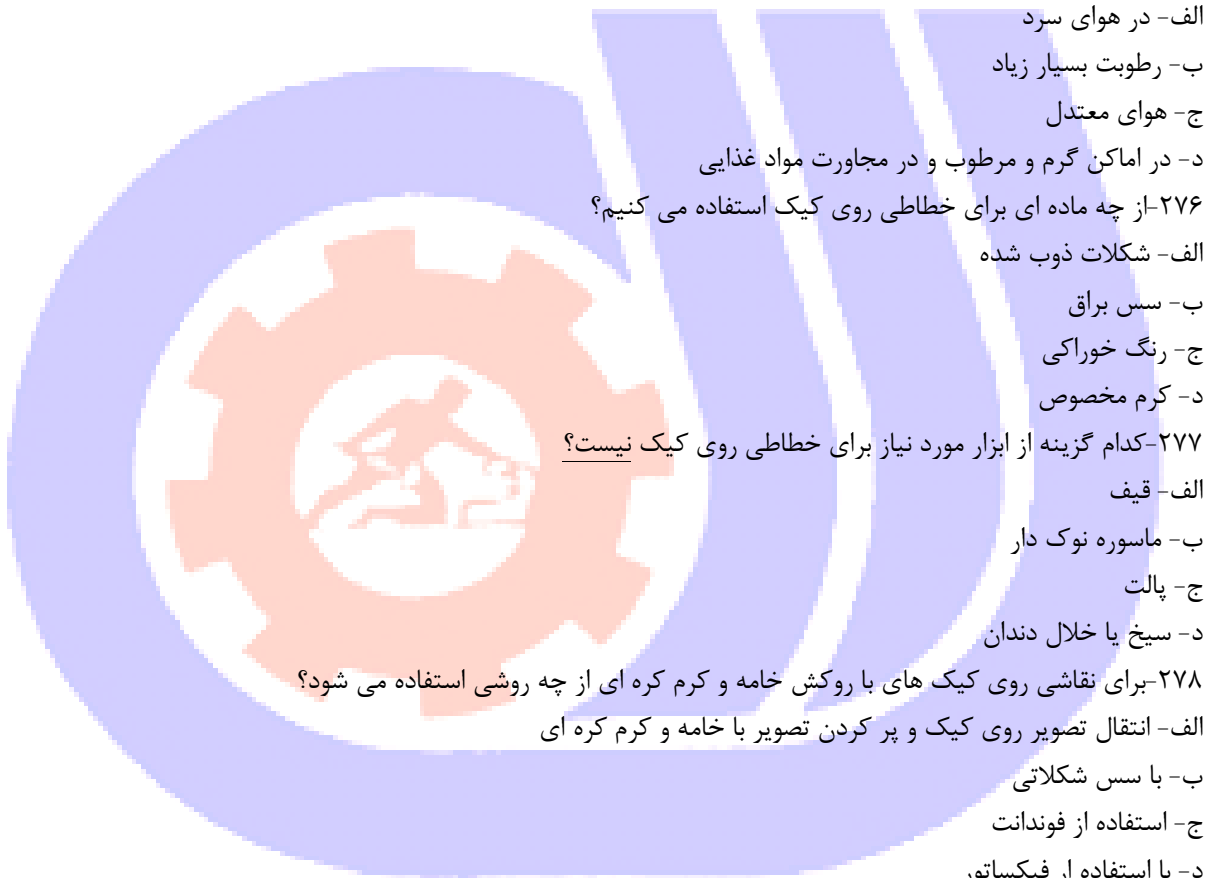 الف- در هوای سرد
ب- رطوبت بسیار زیاد
ج- هوای معتدل
د- در اماکن گرم و مرطوب و در مجاورت مواد غذایی
۲۷۶-از چه ماده ای برای خطاطی روی کیک استفاده می کنیم؟
الف- شکلات ذوب شده
ب- سس براق
ج- رنگ خوراکی
د- کرم مخصوص
۲۷۷-کدام گزینه از ابزار مورد نیاز برای خطاطی روی کیک نیست؟
الف- قیف
ب- ماسوره نوک دار
ج- پالت
د- سیخ یا خلال دندان
۲۷۸-برای نقاشی روی کیک های با روکش خامه و کرم کره ای از چه روشی استفاده می شود؟
الف- انتقال تصویر روی کیک و پر کردن تصویر با خامه و کرم کره ای
ب- با سس شکلاتی
ج- استفاده از فوندانت
د- با استفاده ار فیکساتور